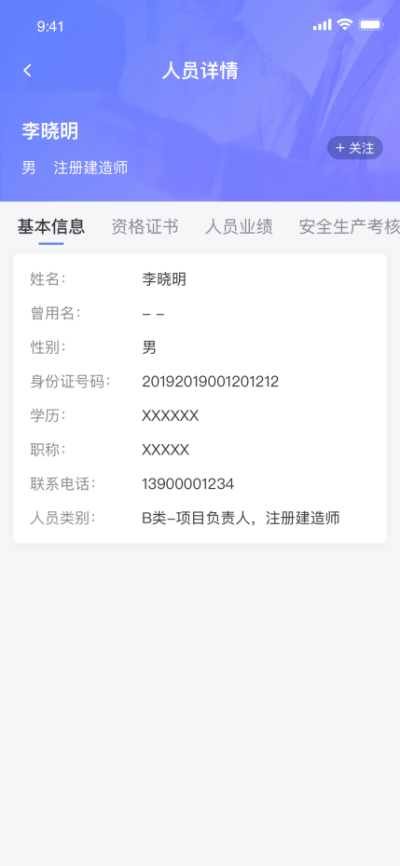 9:41
人员详情
李晓明
+ 关注
男 注册建造师
基本信息 资格证书 人员业绩 安全生产考核
姓名： 李晓明
曾用名： – –
性别： 男
身份证号码： 20192019001201212
学历： XXXXXX
职称： XXXXX
联系电话： 13900001234
人员类别： B类–项目负责人，注册建造师